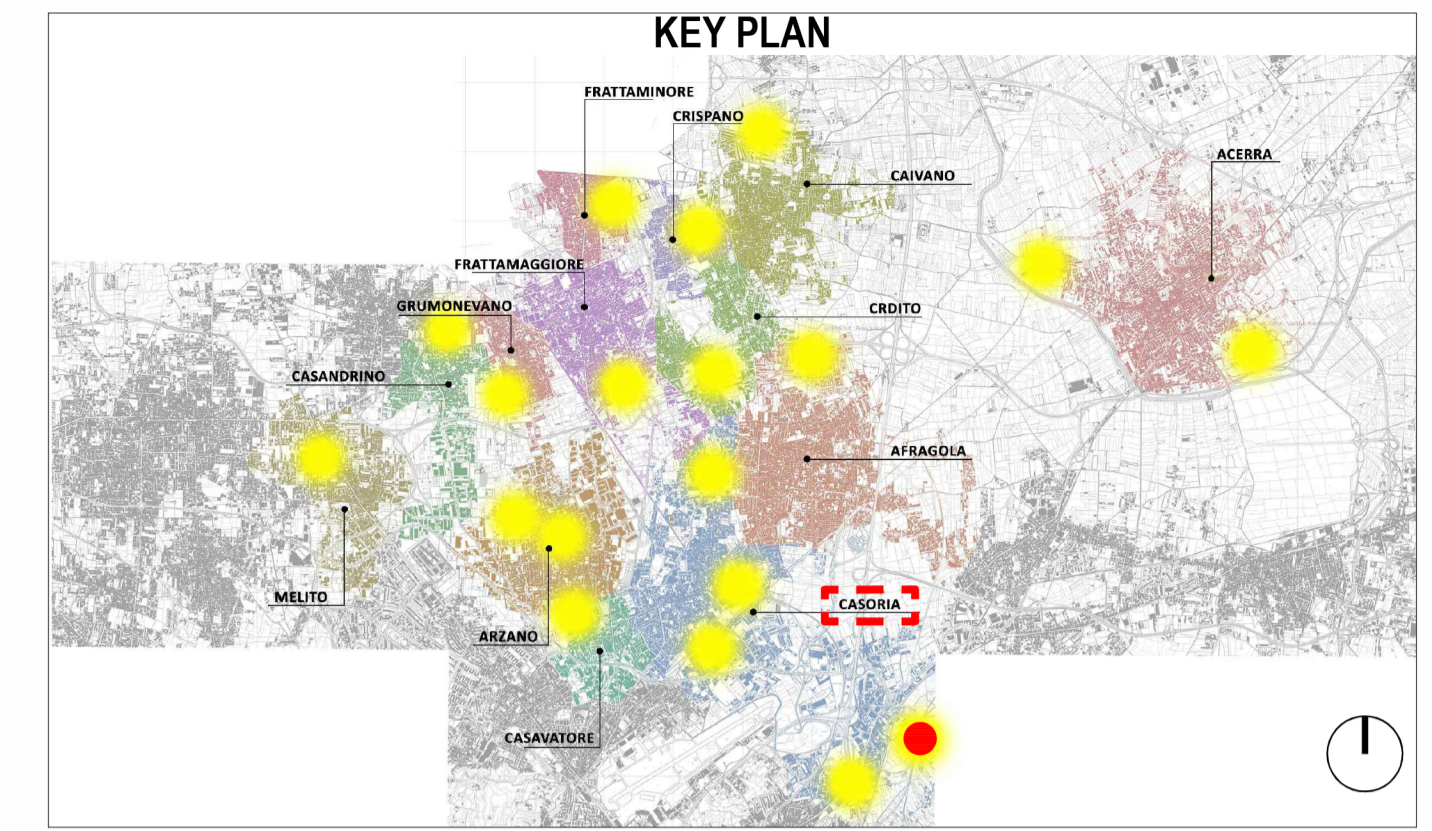 KEY PLAN
FRATTAMINORE
CRISPANO
ACERRA
CAIVANO
FRATTAMAGGIORE
GRUMONEVANO
CRDITO
CASANDRINO
AFRAGOLA
MELITO
CASORIA
ARZANO
CASAVATORE